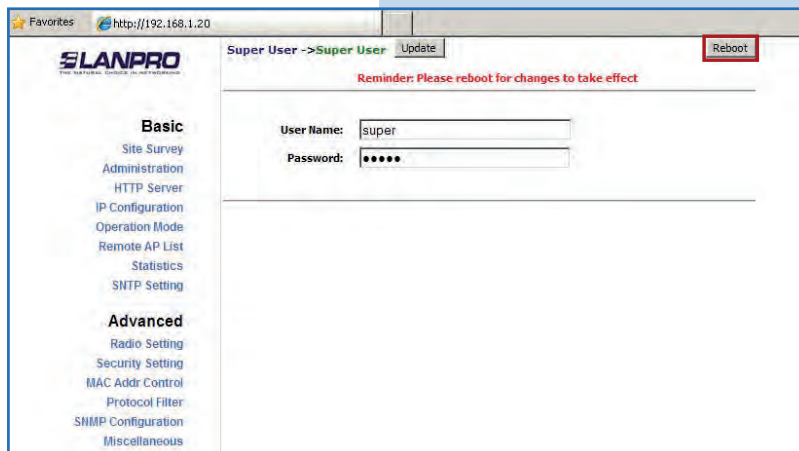 Favorites http://192.168.1.20
LANPRO
THE NATURAL CHOICE IN NETWORKING
Super User ->Super User Update Reboot
Reminder: Please reboot for changes to take effect
User Name: super
Password: •••••
Basic
Site Survey
Administration
HTTP Server
IP Configuration
Operation Mode
Remote AP List
Statistics
SNTP Setting
Advanced
Radio Setting
Security Setting
MAC Addr Control
Protocol Filter
SNMP Configuration
Miscellaneous